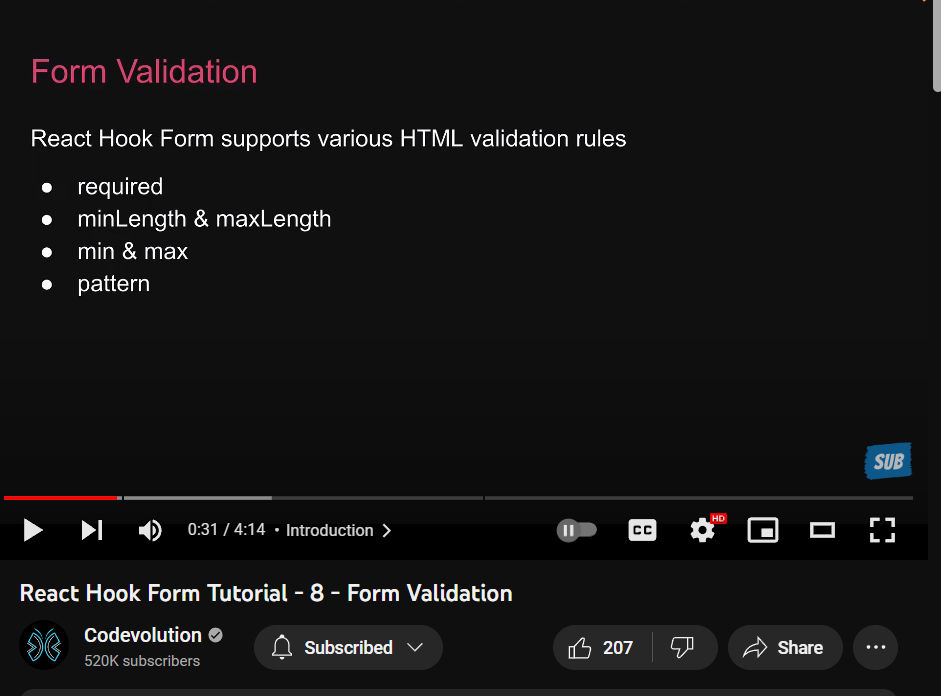 Form Validation
React Hook Form supports various HTML validation rules
● required
● minLength & maxLength
● min & max
● pattern
SUB
0:31 / 4:14 • Introduction
CC
HD
React Hook Form Tutorial - 8 - Form Validation
Codevolution
520K subscribers
Subscribed
207
Share